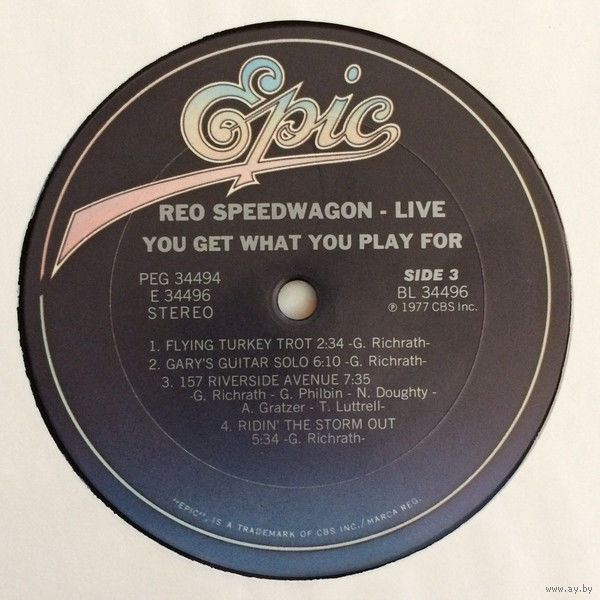 Epic
REO SPEEDWAGON - LIVE
YOU GET WHAT YOU PLAY FOR
PEG 34494
E 34496
STEREO
SIDE 3
BL 34496
℗ 1977 CBS Inc.
1. FLYING TURKEY TROT 2:34 -G. Richrath-
2. GARY'S GUITAR SOLO 6:10 -G. Richrath-
3. 157 RIVERSIDE AVENUE 7:35
-G. Richrath - G. Philbin - N. Doughty -
A. Gratzer - T. Luttrell-
4. RIDIN' THE STORM OUT
5:34 -G. Richrath-
"EPIC", IS A TRADEMARK OF CBS INC./MARCA REG.
www.ay.by